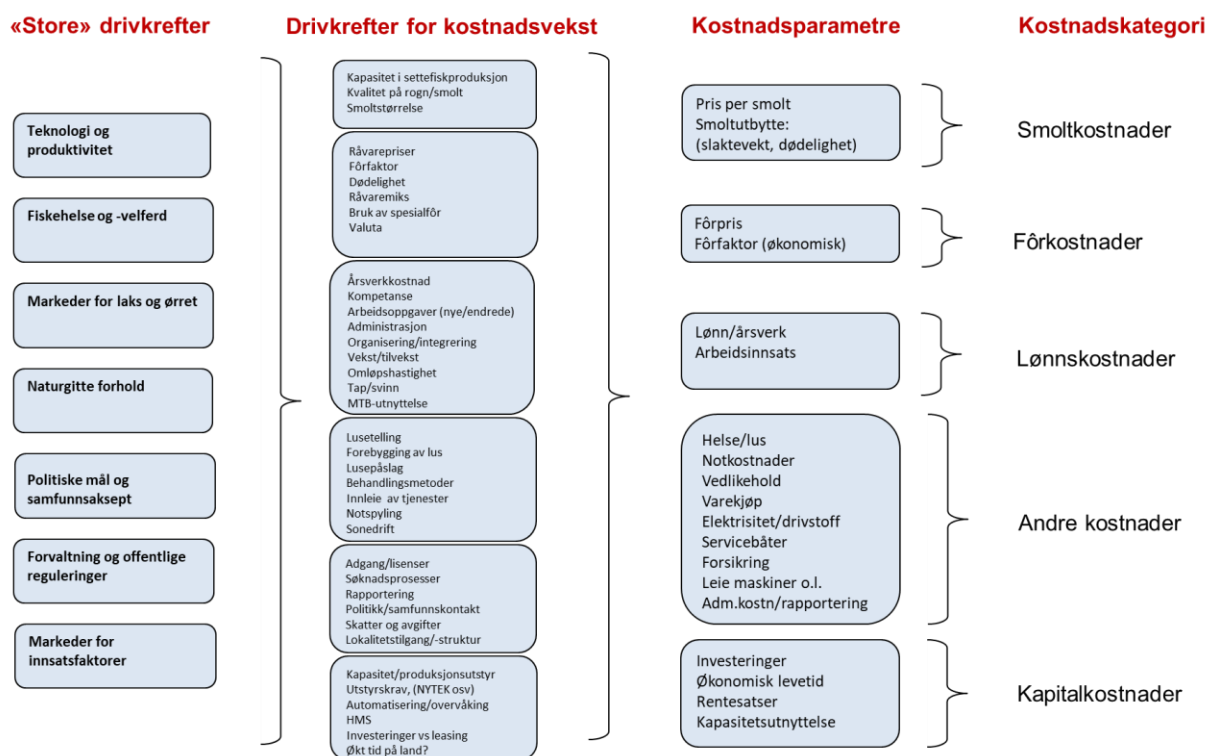 «Store» drivkrefter
Teknologi og
produktivitet
Fiskehelse og -velferd
Markeder for laks og ørret
Naturgitte forhold
Politiske mål og
samfunnsaksept
Forvaltning og offentlige
reguleringer
Markeder for
innsatsfaktorer
Drivkrefter for kostnadsvekst
Kapasitet i settefiskproduksjon
Kvalitet på rogn/smolt
Smoltstørrelse
Råvarepriser
Fôrfaktor
Dødelighet
Råvaremiks
Bruk av spesialfôr
Valuta
Årsverkkostnad
Kompetanse
Arbeidsoppgaver (nye/endrede)
Administrasjon
Organisering/integrering
Vekst/tilvekst
Omløpshastighet
Tap/svinn
MTB-utnyttelse
Lusetelling
Forebygging av lus
Lusepåslag
Behandlingsmetoder
Innleie av tjenester
Notspyling
Sonedrift
Adgang/lisenser
Søknadsprosesser
Rapportering
Politikk/samfunnskontakt
Skatter og avgifter
Lokalitetstilgang/-struktur
Kapasitet/produksjonsutstyr
Utstyrskrav, (NYTEK osv)
Automatisering/overvåking
HMS
Investeringer vs leasing
Økt tid på land?
Kostnadsparametre
Pris per smolt
Smoltutbytte:
(slaktevekt, dødelighet)
Fôrpris
Fôrfaktor (økonomisk)
Lønn/årsverk
Arbeidsinnsats
Helse/lus
Notkostnader
Vedlikehold
Varekjøp
Elektrisitet/drivstoff
Servicebåter
Forsikring
Leie maskiner o.l.
Adm.kostn/rapportering
Investeringer
Økonomisk levetid
Rentesatser
Kapasitetsutnyttelse
Kostnadskategori
Smoltkostnader
Fôrkostnader
Lønnskostnader
Andre kostnader
Kapitalkostnader